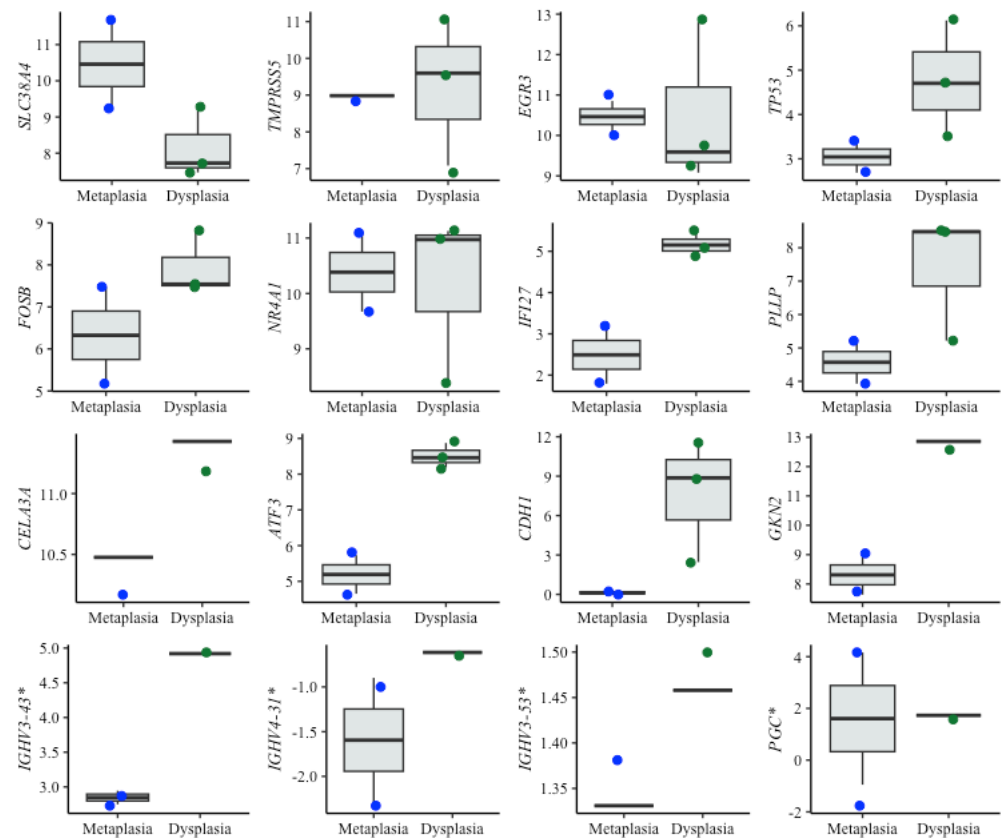 SLC38A4
11
10
9
8
Metaplasia Dysplasia
TMPRSS5
11
10
9
8
7
Metaplasia Dysplasia
EGR3
13
12
11
10
9
Metaplasia Dysplasia
TP53
6
5
4
3
Metaplasia Dysplasia
FOSB
9
8
7
6
5
Metaplasia Dysplasia
NR4A1
11
10
9
Metaplasia Dysplasia
IFI27
5
4
3
2
Metaplasia Dysplasia
PLLP
8
7
6
5
4
Metaplasia Dysplasia
CELA3A
11.0
10.5
Metaplasia Dysplasia
ATF3
9
8
7
6
5
Metaplasia Dysplasia
CDH1
12
9
6
3
0
Metaplasia Dysplasia
GKN2
13
12
11
10
9
8
Metaplasia Dysplasia
IGHV3-43*
5.0
4.5
4.0
3.5
3.0
Metaplasia Dysplasia
IGHV4-31*
-1.0
-1.5
-2.0
Metaplasia Dysplasia
IGHV3-53*
1.50
1.45
1.40
1.35
Metaplasia Dysplasia
PGC*
4
2
0
-2
Metaplasia Dysplasia